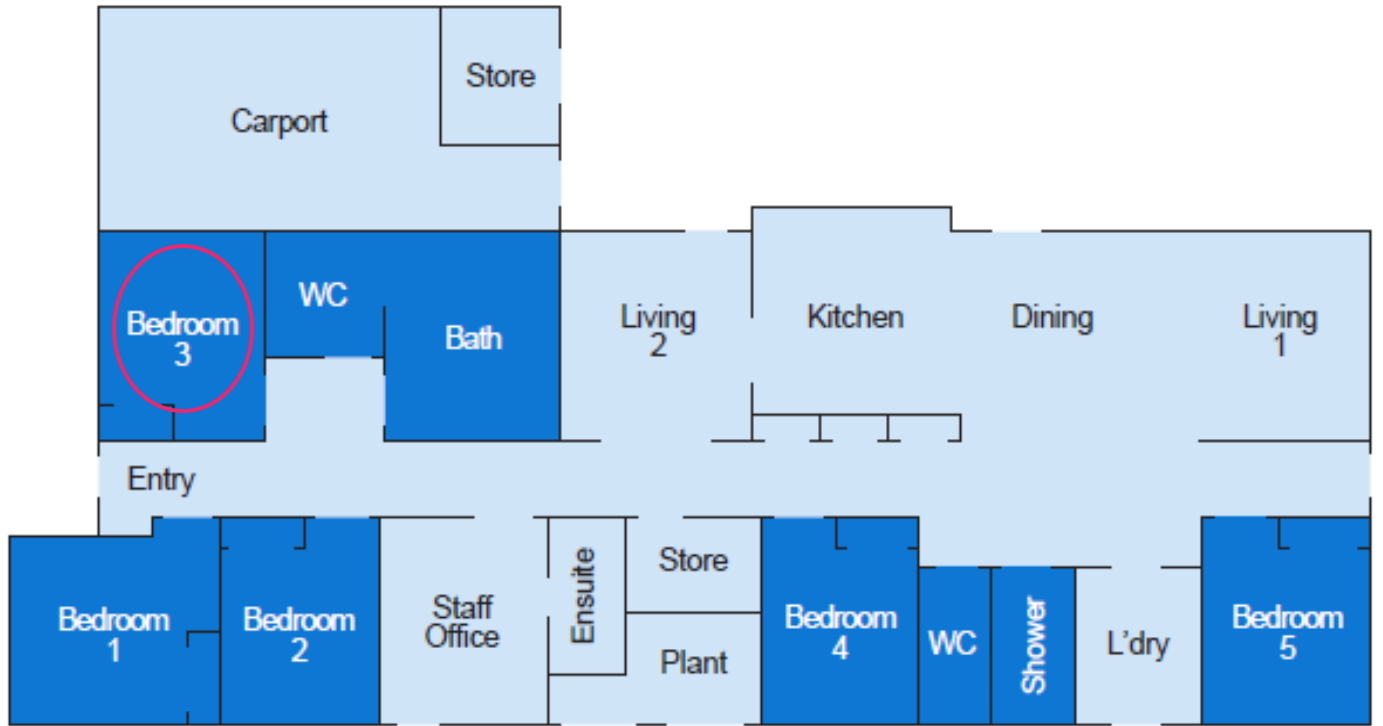 Store
Carport
WC
Bedroom
3
Bath
Living
2
Kitchen
Dining
Living
1
Entry
Bedroom
1
Bedroom
2
Staff
Office
Ensuite
Store
Plant
Bedroom
4
WC
Shower
L'dry
Bedroom
5